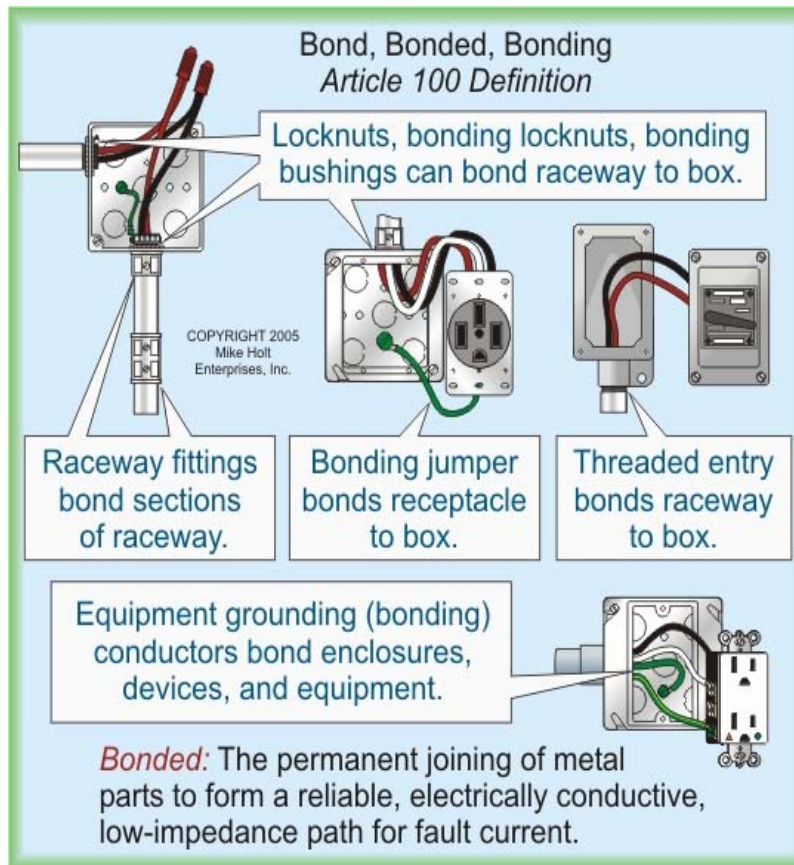 Bond, Bonded, Bonding
Article 100 Definition
Locknuts, bonding locknuts, bonding
bushings can bond raceway to box.
COPYRIGHT 2005
Mike Holt
Enterprises, Inc.
Raceway fittings
bond sections
of raceway.
Bonding jumper
bonds receptacle
to box.
Threaded entry
bonds raceway
to box.
Equipment grounding (bonding)
conductors bond enclosures,
devices, and equipment.
Bonded: The permanent joining of metal
parts to form a reliable, electrically conductive,
low-impedance path for fault current.